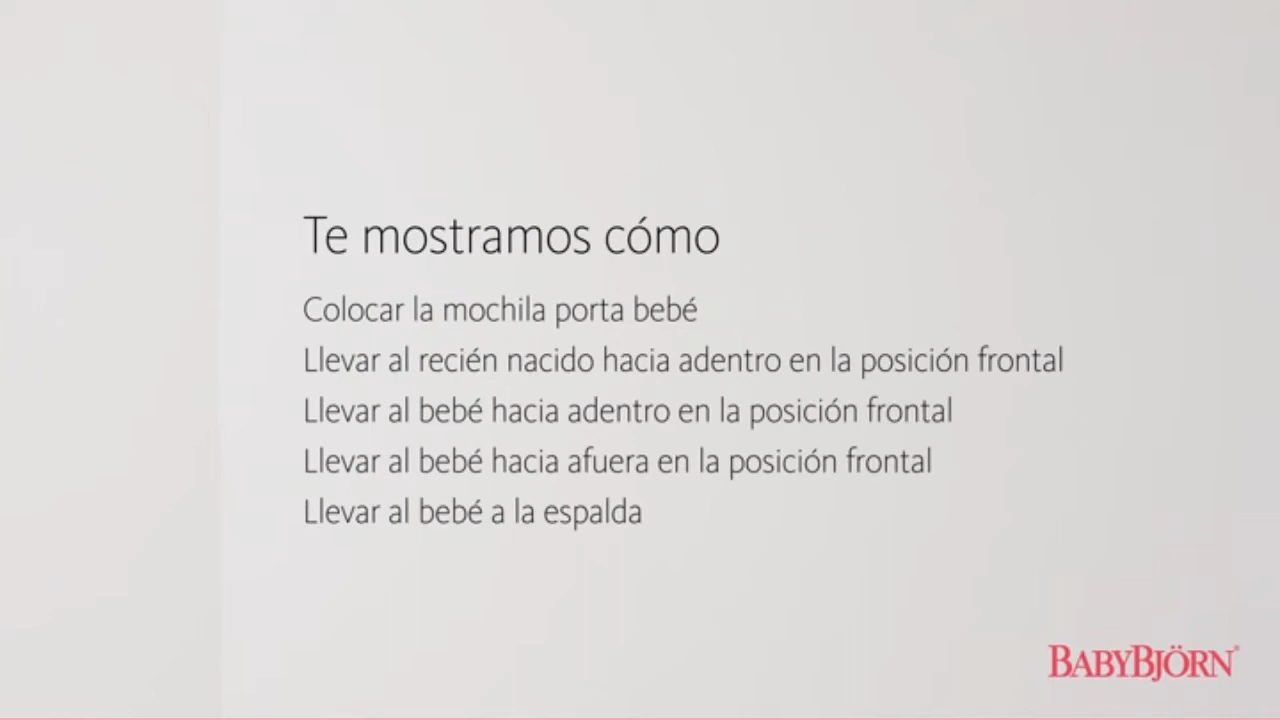 Te mostramos cómo
Colocar la mochila porta bebé
Llevar al recién nacido hacia adentro en la posición frontal
Llevar al bebé hacia adentro en la posición frontal
Llevar al bebé hacia afuera en la posición frontal
Llevar al bebé a la espalda
BABYBJÖRN®